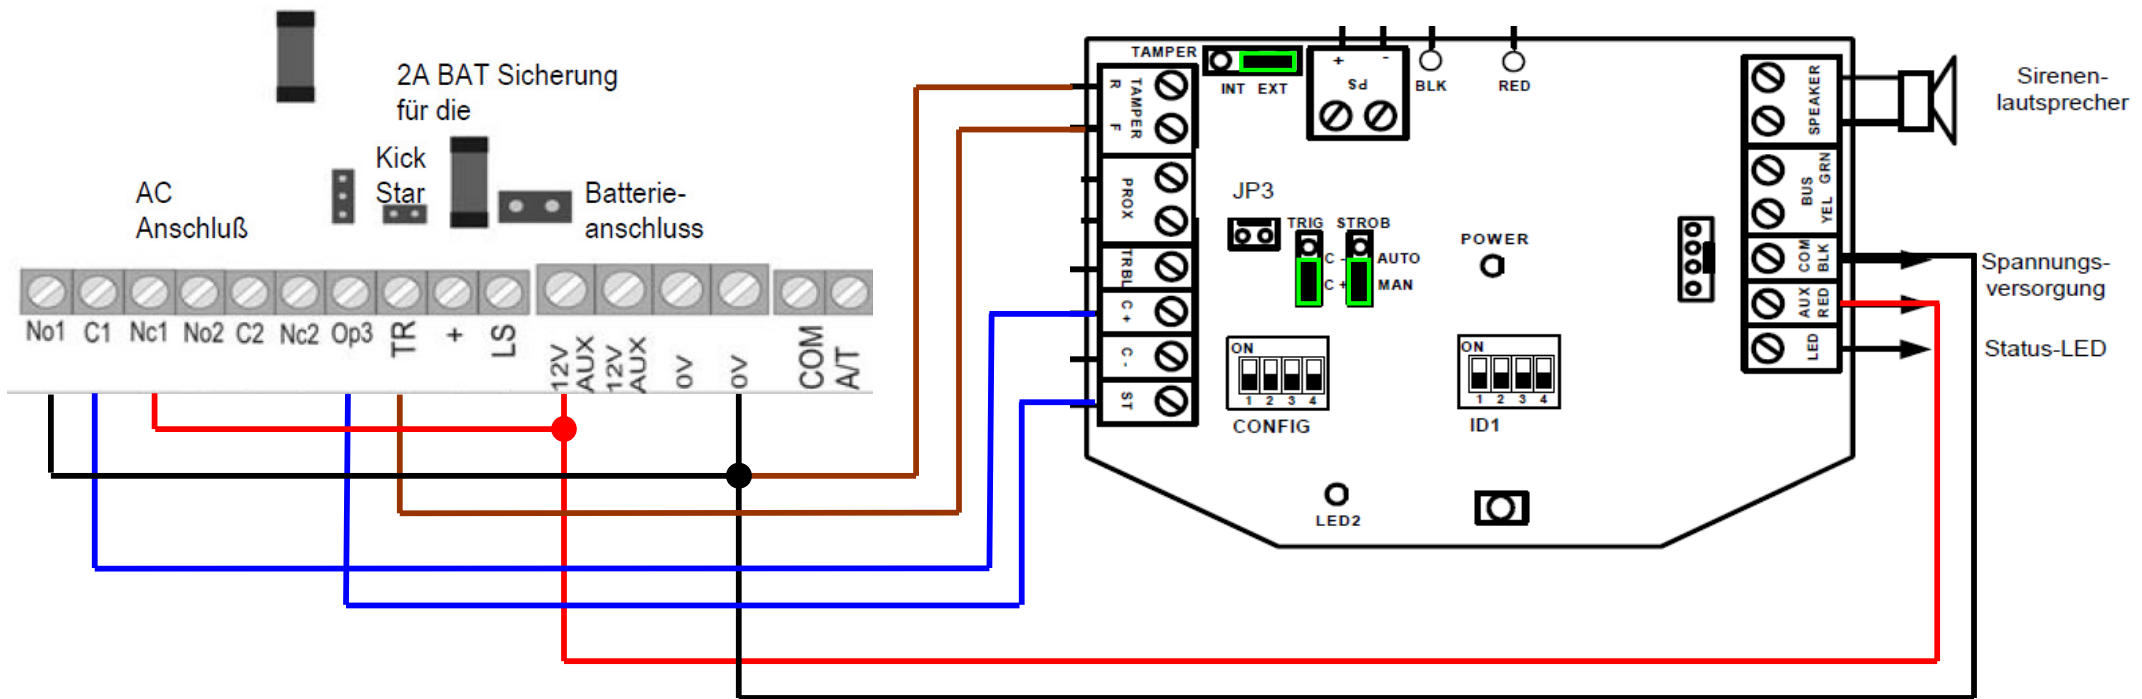 2A BAT Sicherung
für die
Kick
Star
AC
Anschluß
Batterie-
anschluss
No1 C1 Nc1 No2 C2 Nc2 Op3 TR + LS 12V AUX 12V AUX 0V 0V COM A/T
TAMPER
INT EXT
+ -
PS
BLK
RED
R F TAMPER
PROX
TRBL
C +
C -
ST
JP3
TRIG STROB
C - AUTO
C + MAN
POWER
ON
1 2 3 4
CONFIG
ON
1 2 3 4
ID1
LED2
SPEAKER
BUS
YEL GRN
COM
BLK
AUX
RED
LED
Sirenen-
lautsprecher
Spannungs-
versorgung
Status-LED